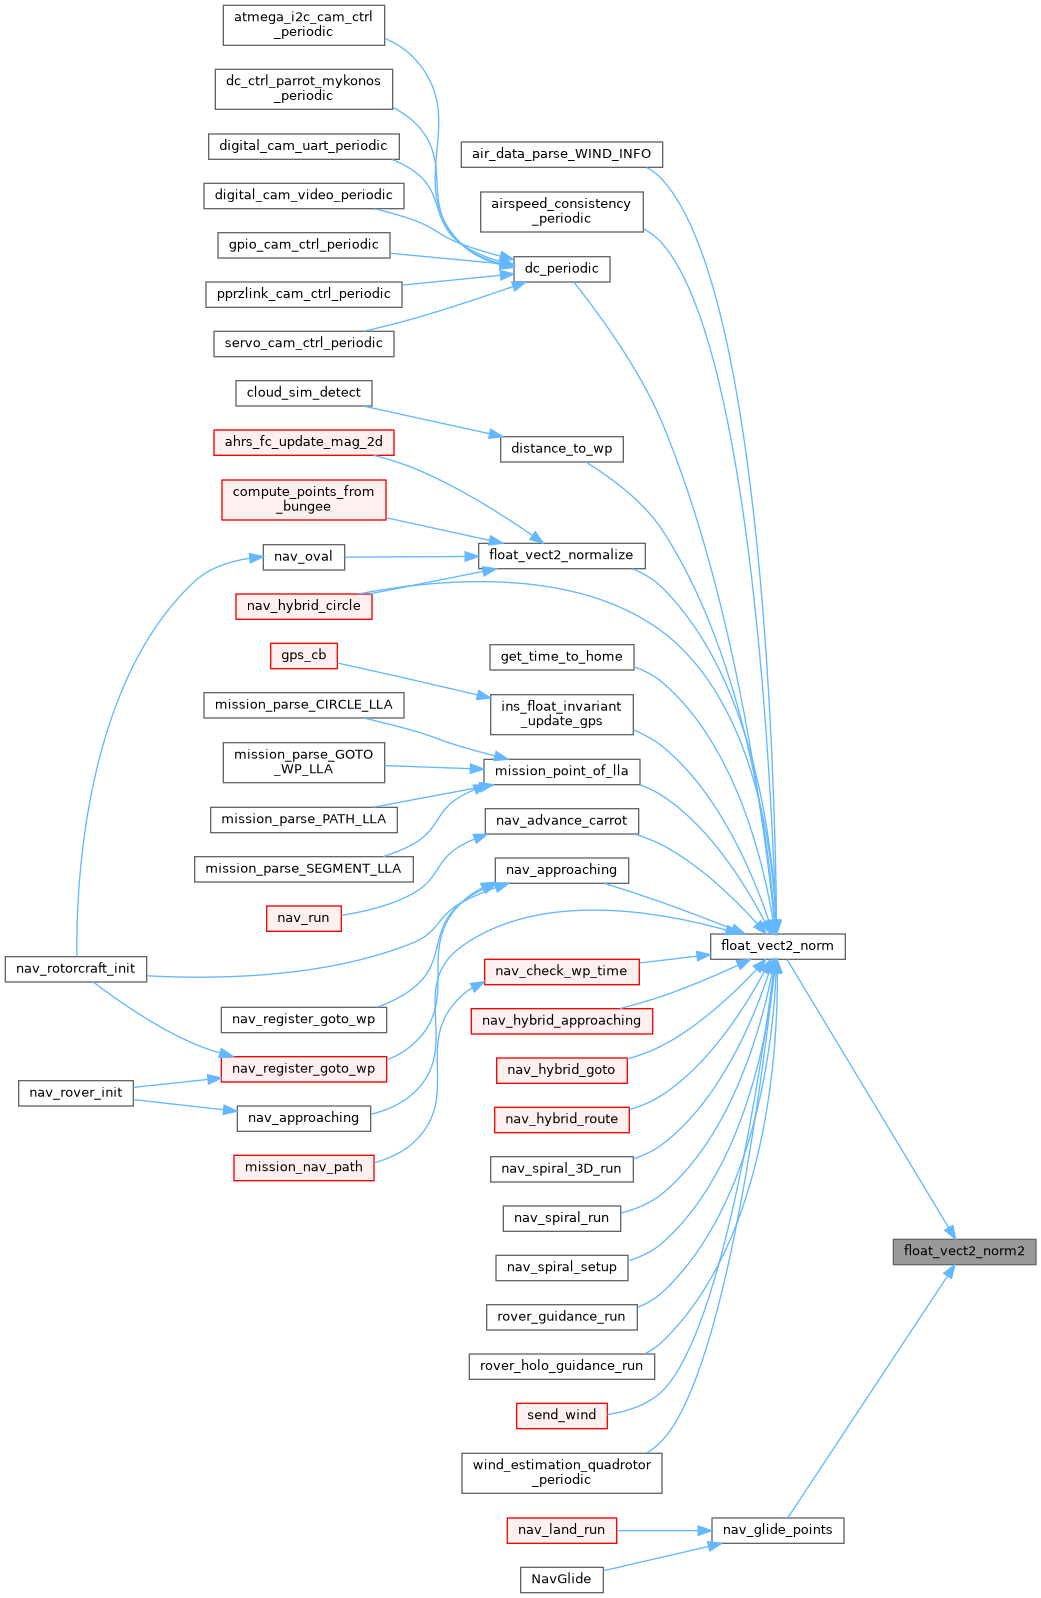 atmega_i2c_cam_ctrl
_periodic
dc_ctrl_parrot_mykonos
_periodic
digital_cam_uart_periodic
digital_cam_video_periodic
gpio_cam_ctrl_periodic
pprzlink_cam_ctrl_periodic
servo_cam_ctrl_periodic
cloud_sim_detect
ahrs_fc_update_mag_2d
compute_points_from
_bungee
nav_oval
nav_hybrid_circle
gps_cb
mission_parse_CIRCLE_LLA
mission_parse_GOTO
_WP_LLA
mission_parse_PATH_LLA
mission_parse_SEGMENT_LLA
nav_run
nav_rotorcraft_init
nav_register_goto_wp
nav_register_goto_wp
nav_rover_init
nav_approaching
mission_nav_path
air_data_parse_WIND_INFO
airspeed_consistency
_periodic
dc_periodic
distance_to_wp
float_vect2_normalize
get_time_to_home
ins_float_invariant
_update_gps
mission_point_of_lla
nav_advance_carrot
nav_approaching
float_vect2_norm
nav_check_wp_time
nav_hybrid_approaching
nav_hybrid_goto
nav_hybrid_route
nav_spiral_3D_run
nav_spiral_run
nav_spiral_setup
rover_guidance_run
rover_holo_guidance_run
send_wind
wind_estimation_quadrotor
_periodic
float_vect2_norm2
nav_land_run
nav_glide_points
NavGlide